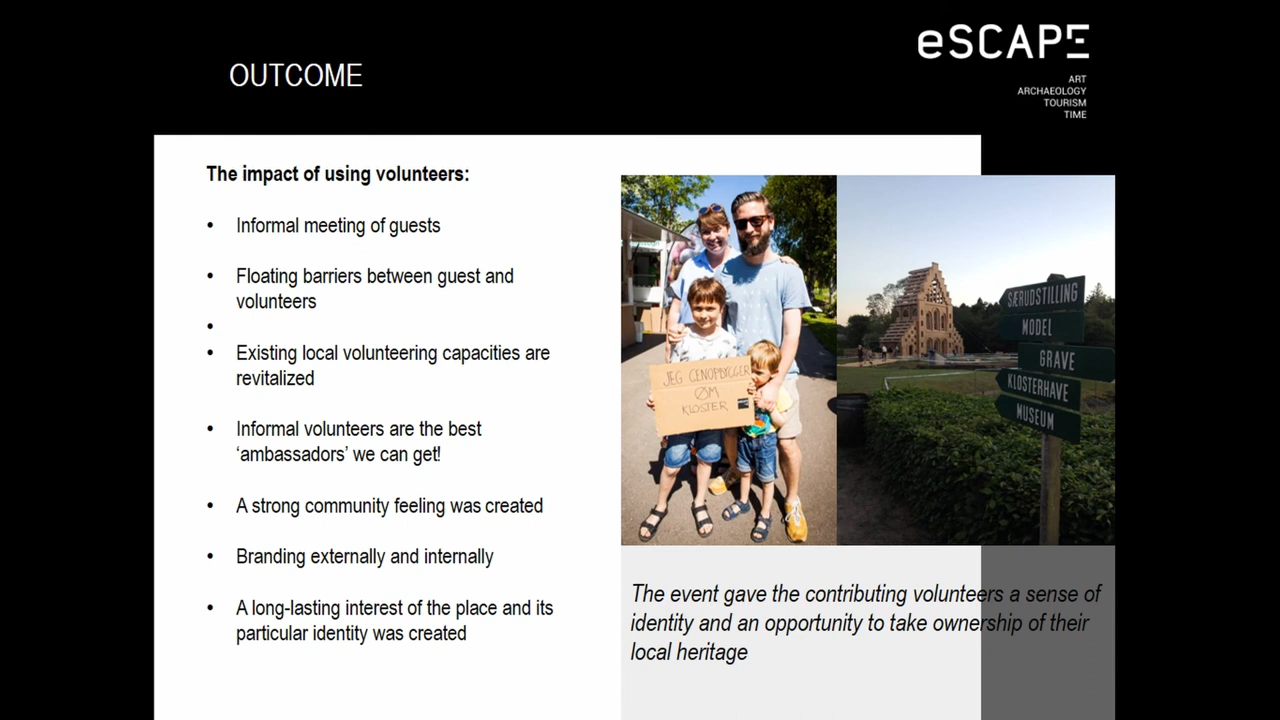 eSCAPE
OUTCOME
ART
ARCHAEOLOGY
TOURISM
TIME
The impact of using volunteers:
• Informal meeting of guests
• Floating barriers between guest and
volunteers
•
• Existing local volunteering capacities are
revitalized
• Informal volunteers are the best
‘ambassadors’ we can get!
• A strong community feeling was created
• Branding externally and internally
• A long-lasting interest of the place and its
particular identity was created
JEG GENOPBYGGER
ØM
KLOSTER
SÆRUDSTILLING
MODEL
GRAVE
KLOSTERHAVE
MUSEUM
The event gave the contributing volunteers a sense of
identity and an opportunity to take ownership of their
local heritage